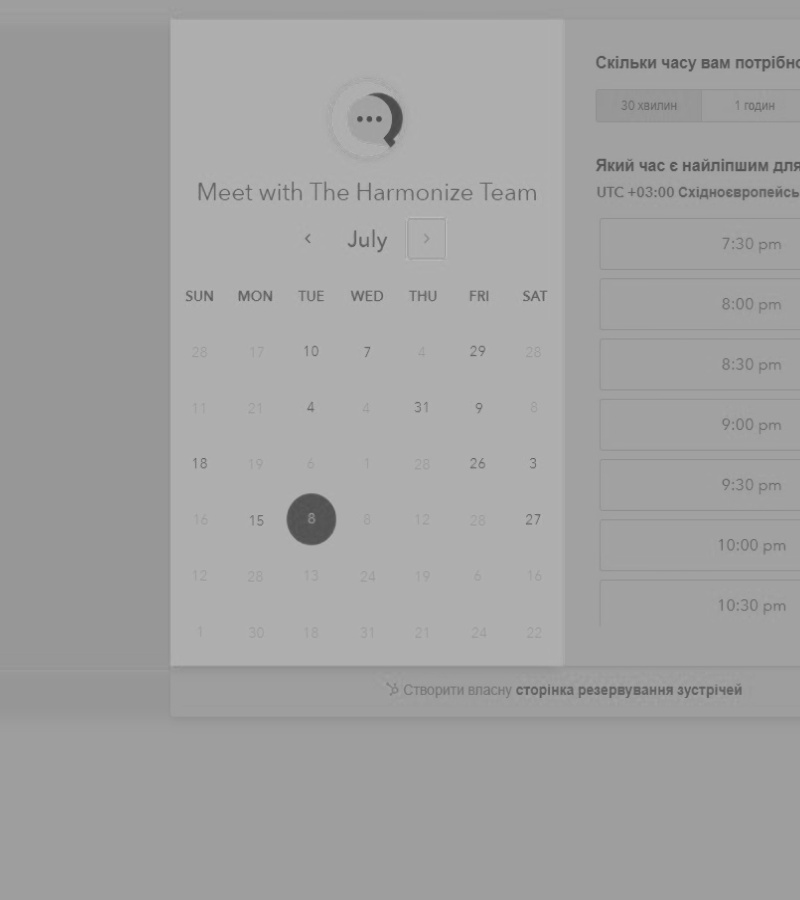 Meet with The Harmonize Team
July
SUN MON TUE WED THU FRI SAT
28 17 10 7 4 29 28
11 21 4 4 31 9 8
18 19 6 1 28 26 3
16 15 8 8 12 28 27
12 28 13 24 19 6 16
1 30 18 31 21 24 22
Скільки часу вам потрібно
30 хвилин 1 годин
Який час є найліпшим для
UTC +03:00 Східноєвропейсь
7:30 pm
8:00 pm
8:30 pm
9:00 pm
9:30 pm
10:00 pm
10:30 pm
Створити власну сторінка резервування зустрічей